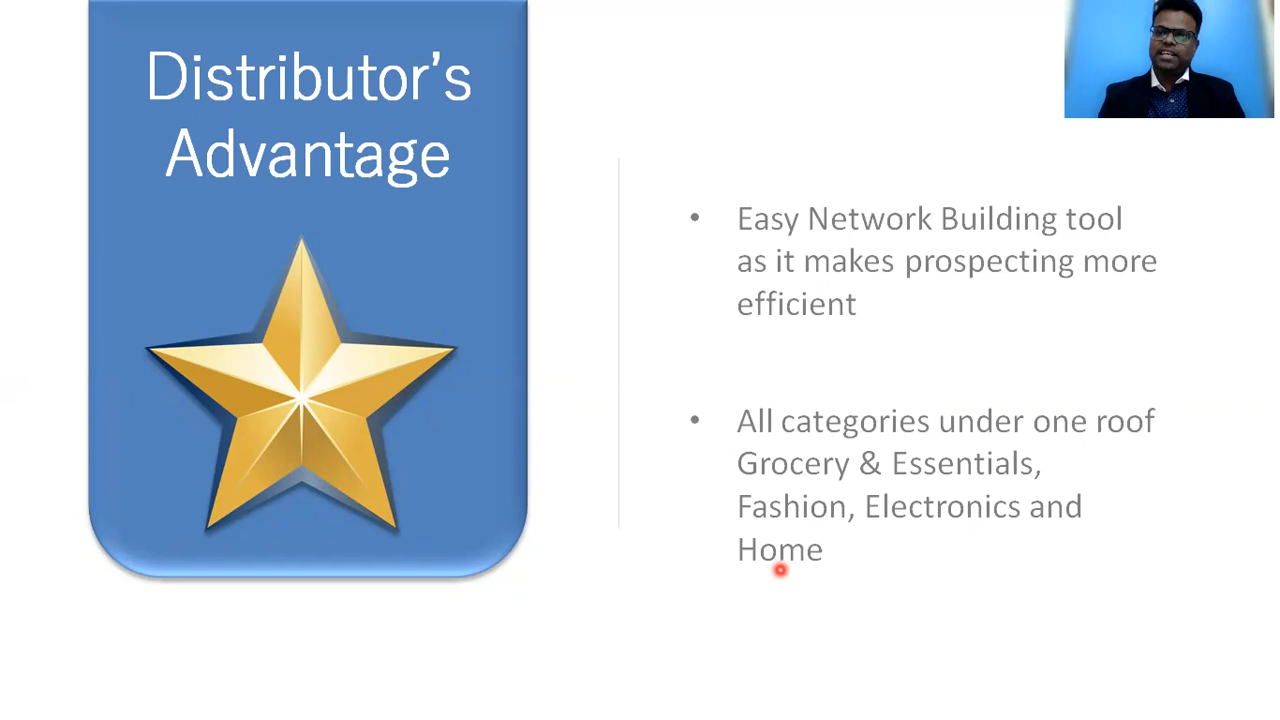 Distributor's
Advantage
• Easy Network Building tool
as it makes prospecting more
efficient
• All categories under one roof
Grocery & Essentials,
Fashion, Electronics and
Home